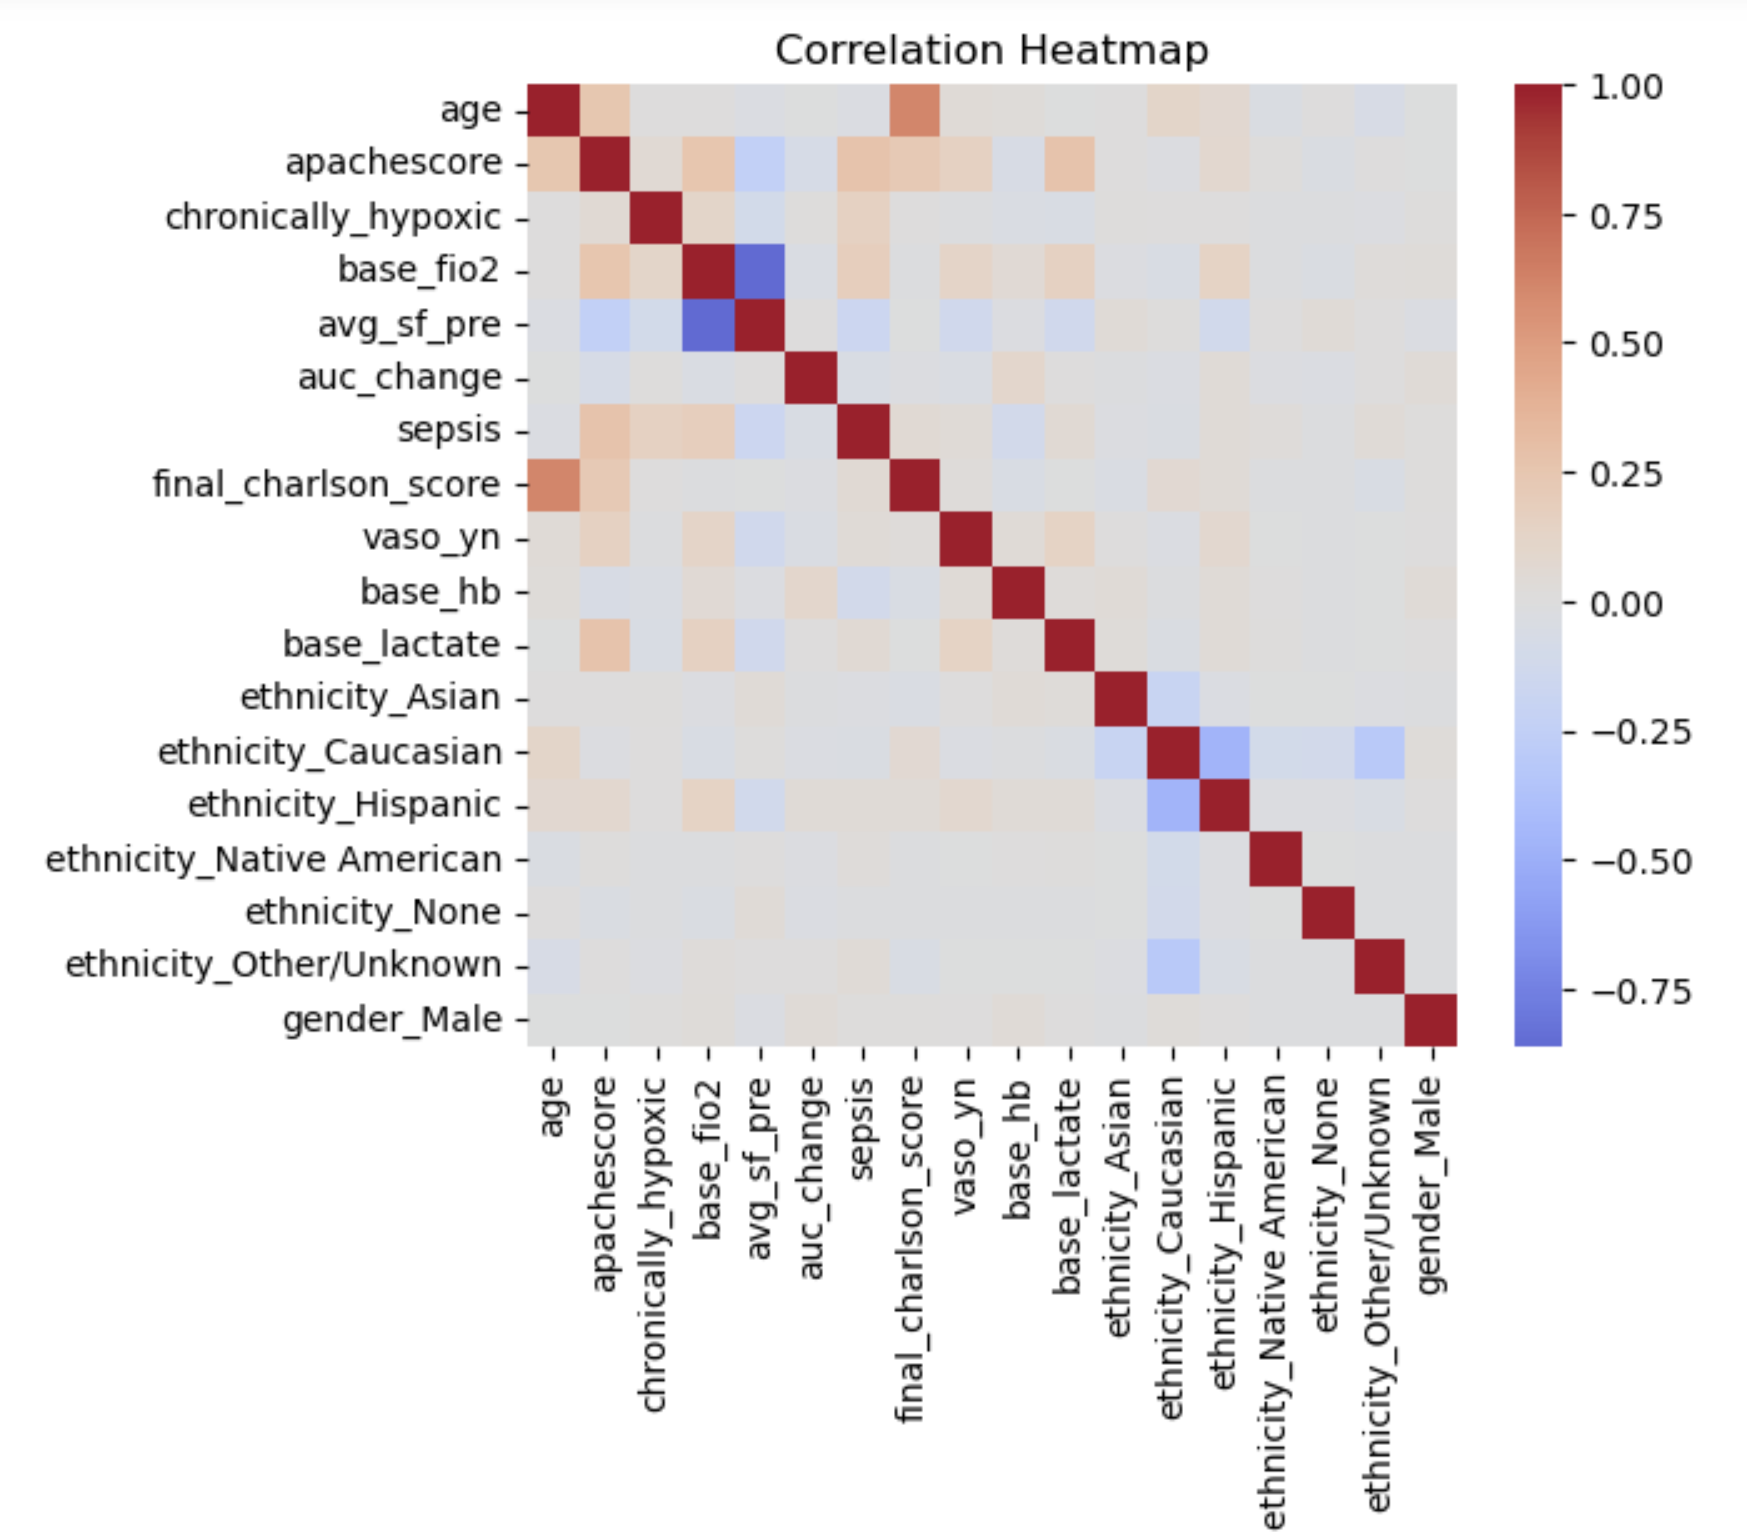 Correlation Heatmap
age
apachescore
chronically_hypoxic
base_fio2
avg_sf_pre
auc_change
sepsis
final_charlson_score
vaso_yn
base_hb
base_lactate
ethnicity_Asian
ethnicity_Caucasian
ethnicity_Hispanic
ethnicity_Native American
ethnicity_None
ethnicity_Other/Unknown
gender_Male
age
apachescore
chronically_hypoxic
base_fio2
avg_sf_pre
auc_change
sepsis
final_charlson_score
vaso_yn
base_hb
base_lactate
ethnicity_Asian
ethnicity_Caucasian
ethnicity_Hispanic
ethnicity_Native American
ethnicity_None
ethnicity_Other/Unknown
gender_Male
1.00
0.75
0.50
0.25
0.00
−0.25
−0.50
−0.75